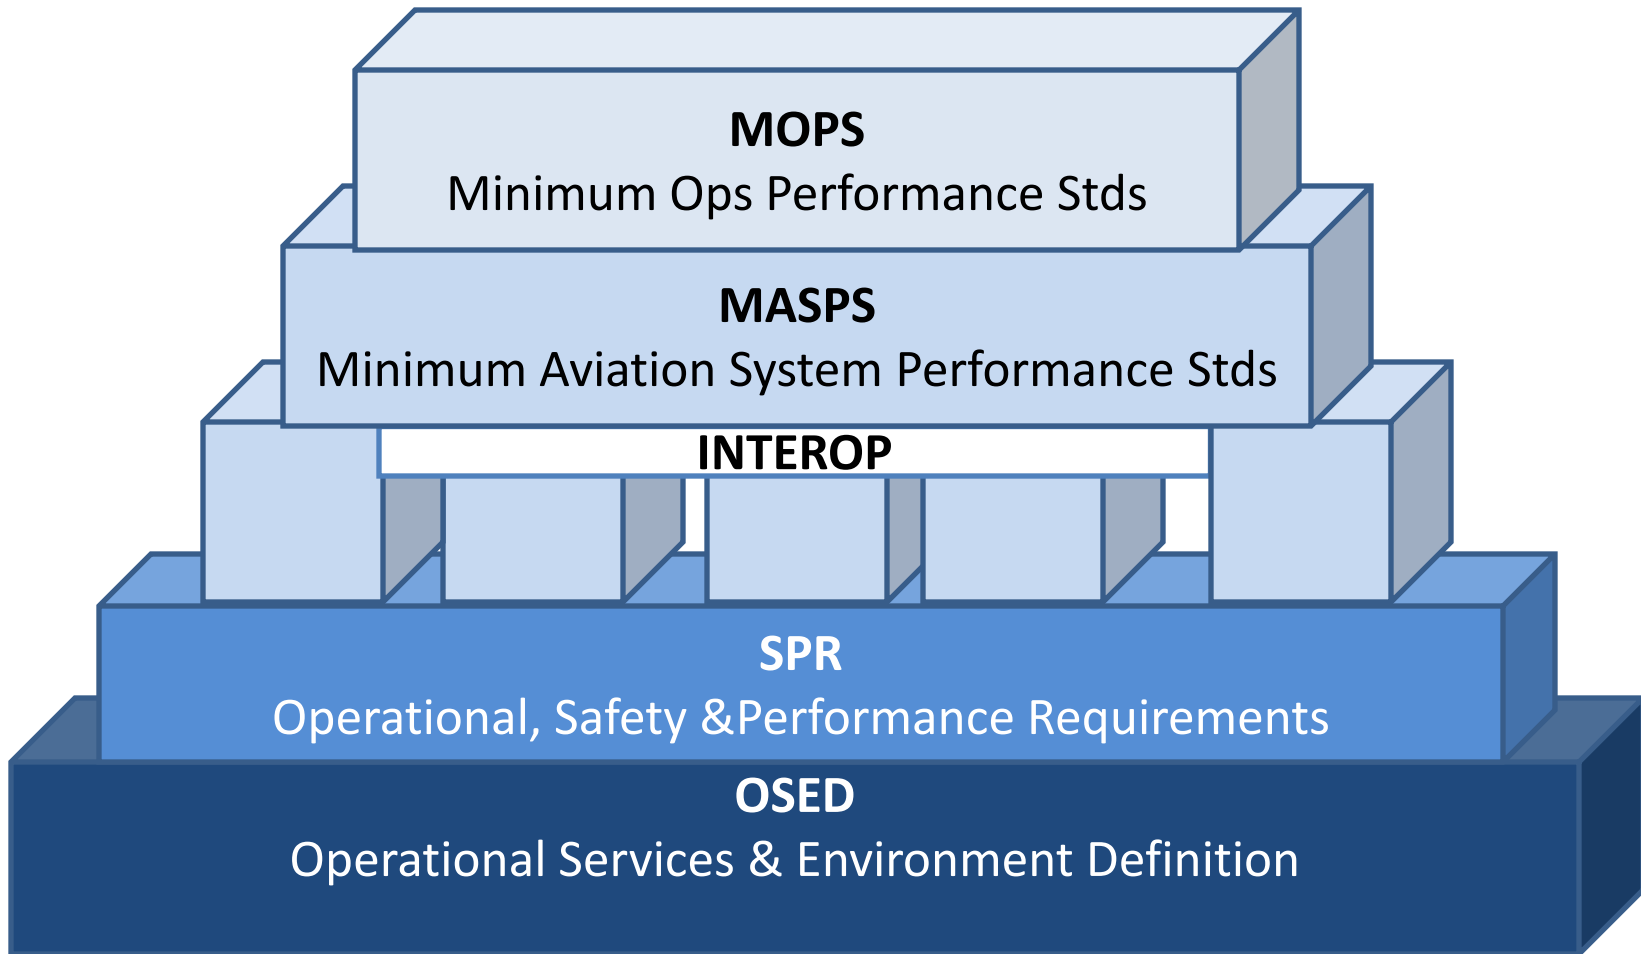 MOPS
Minimum Ops Performance Stds
MASPS
Minimum Aviation System Performance Stds
INTEROP
SPR
Operational, Safety &Performance Requirements
OSED
Operational Services & Environment Definition